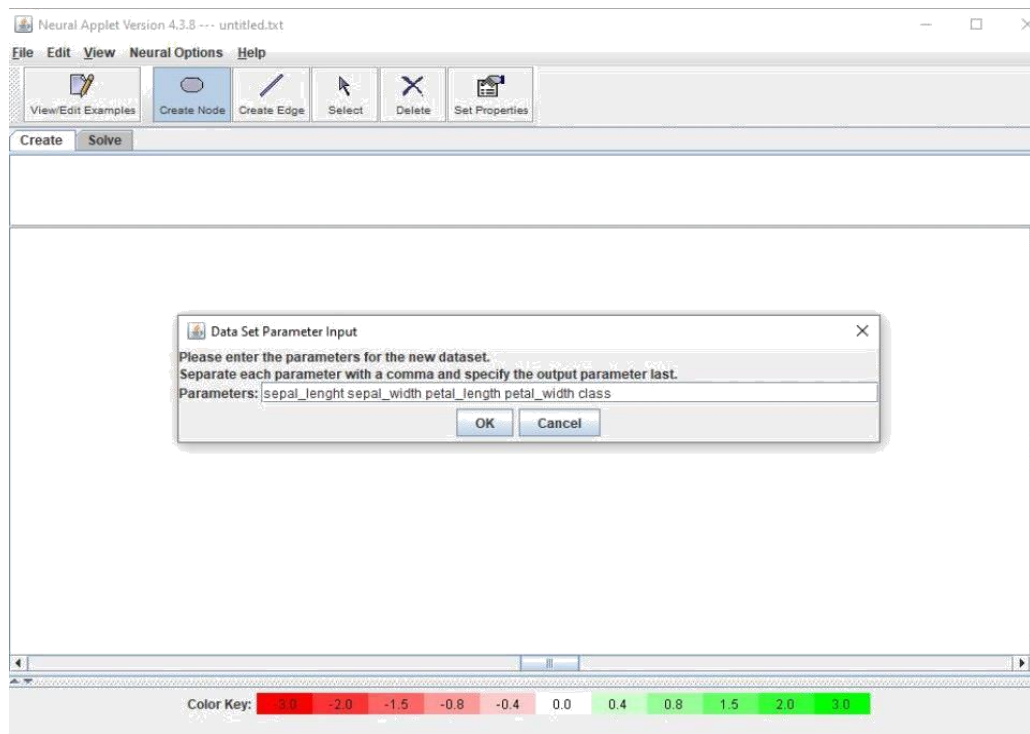 Neural Applet Version 4.3.8 --- untitled.txt
File Edit View Neural Options Help
View/Edit Examples Create Node Create Edge Select Delete Set Properties
Create Solve
Data Set Parameter Input
Please enter the parameters for the new dataset.
Separate each parameter with a comma and specify the output parameter last.
Parameters: sepal_lenght sepal_width petal_length petal_width class
OK Cancel
Color Key: -3.0 -2.0 -1.5 -0.8 -0.4 0.0 0.4 0.8 1.5 2.0 3.0